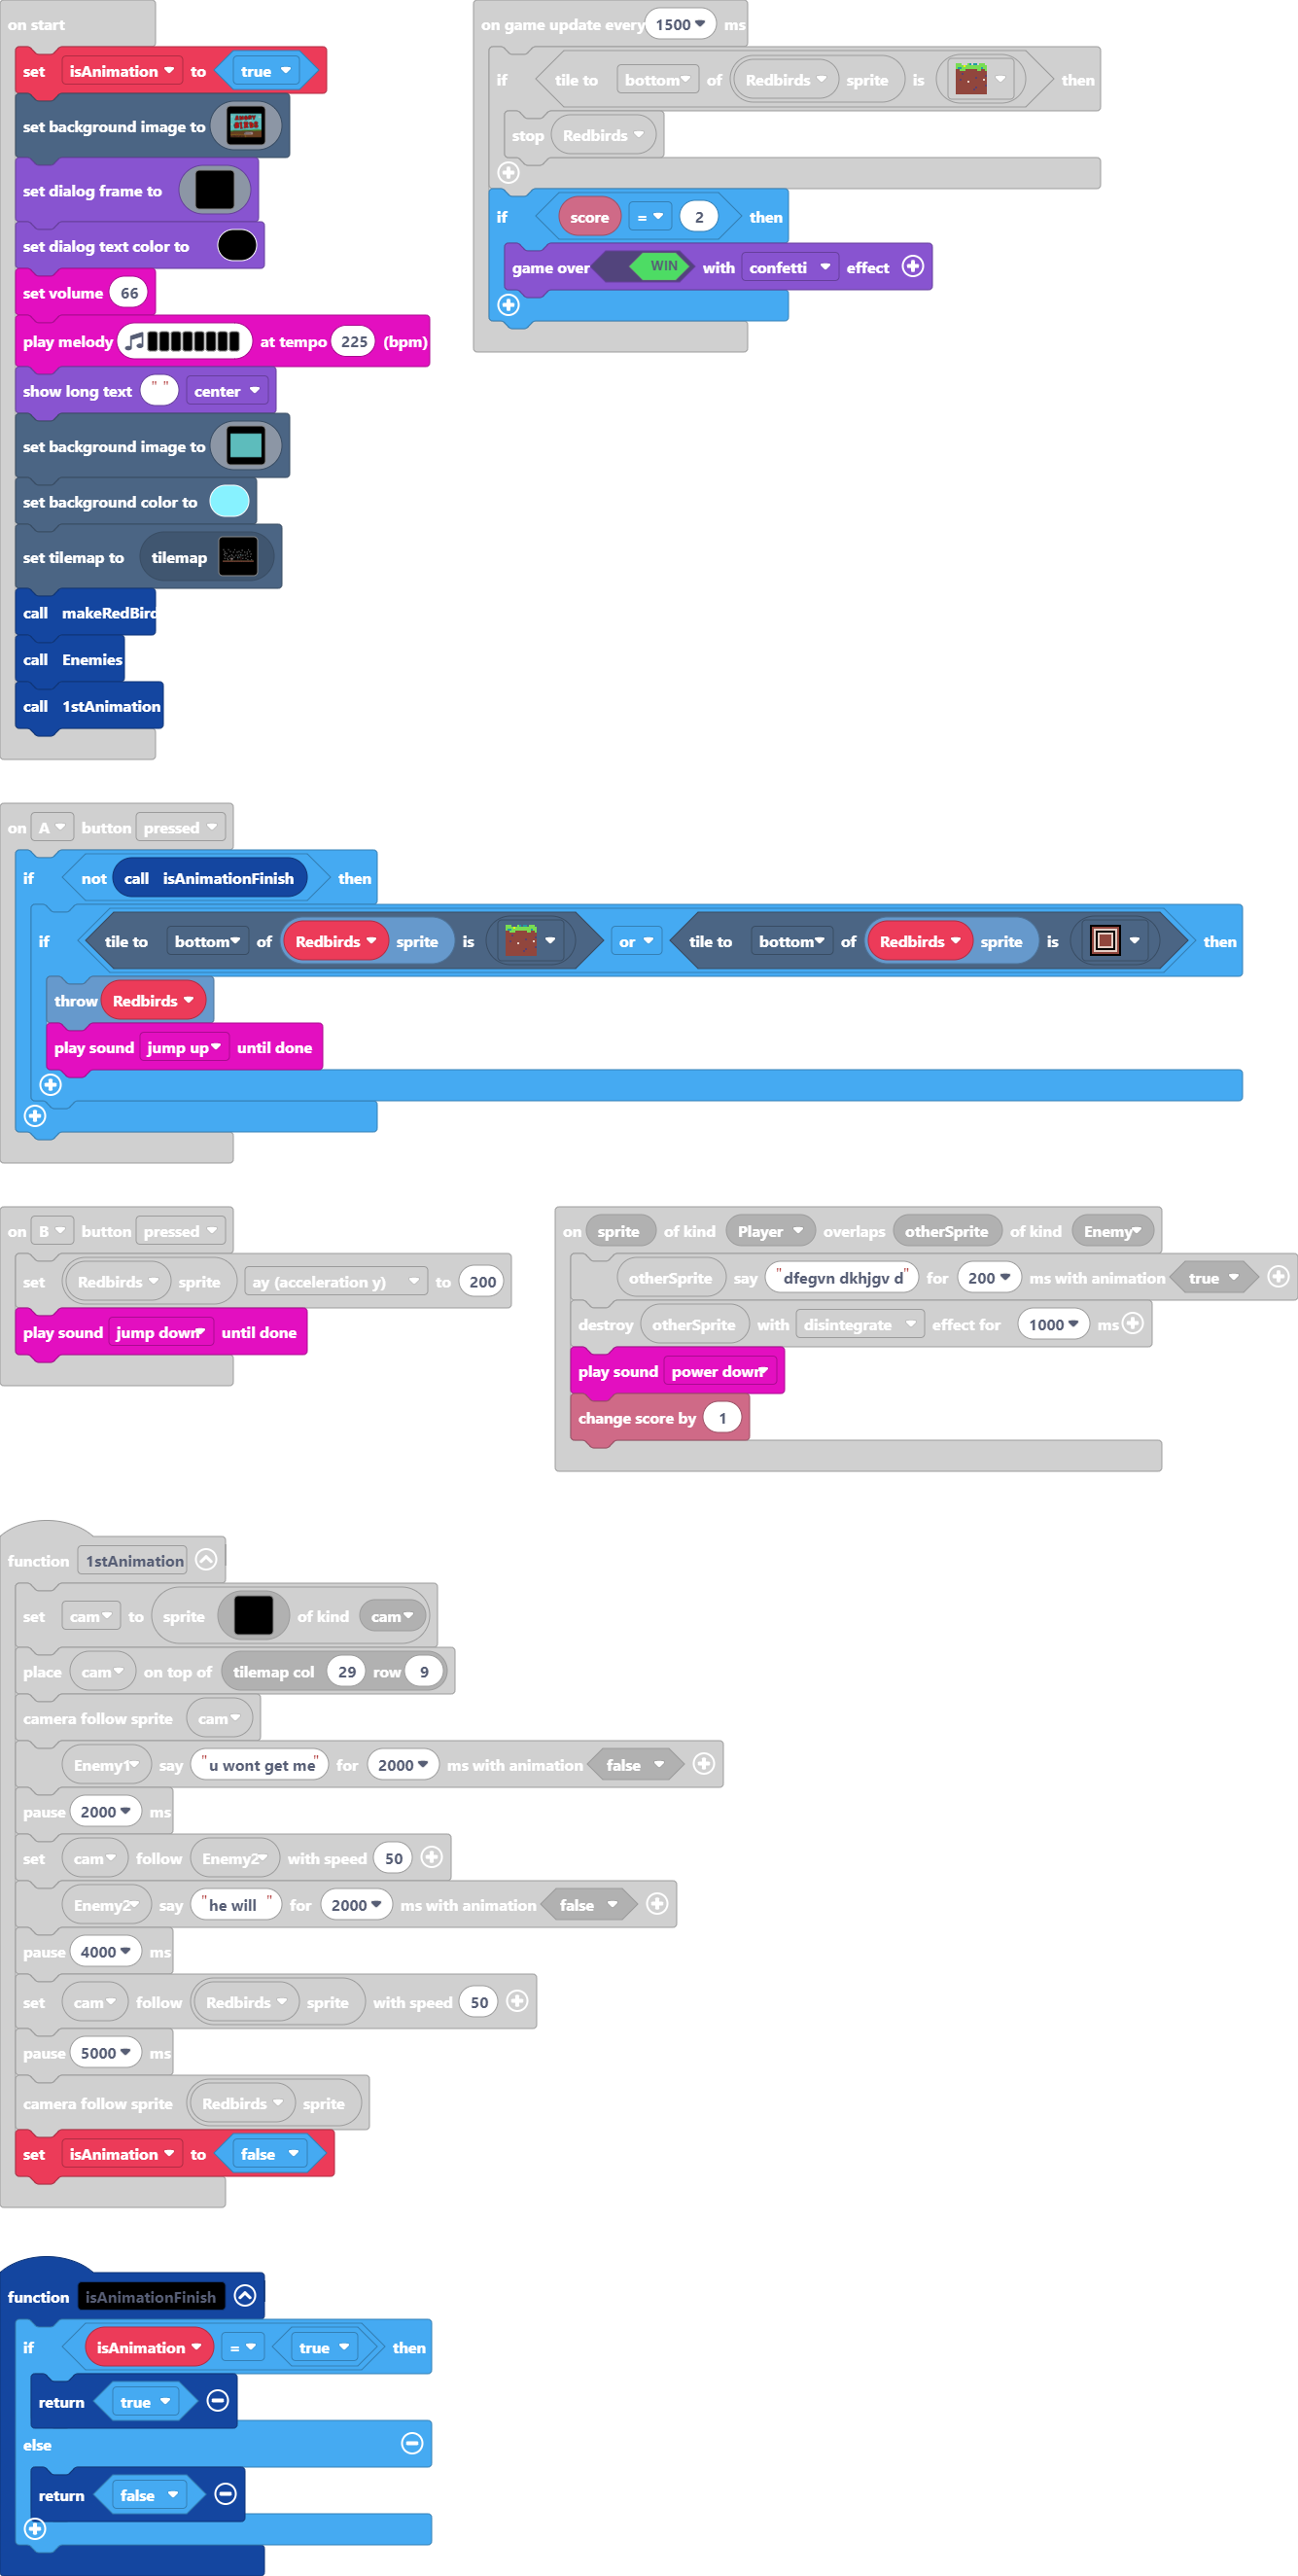 on start
set isAnimation to true
set background image to
set dialog frame to
set dialog text color to
set volume 66
play melody at tempo 225 (bpm)
show long text " " center
set background image to
set background color to
set tilemap to tilemap
call makeRedBird
call Enemies
call 1stAnimation
on game update every 1500 ms
if tile to bottom of Redbirds sprite is then
stop Redbirds
if score = 2 then
game over WIN with confetti effect
on A button pressed
if not call isAnimationFinish then
if tile to bottom of Redbirds sprite is or tile to bottom of Redbirds sprite is then
throw Redbirds
play sound jump up until done
on B button pressed
set Redbirds sprite ay (acceleration y) to 200
play sound jump down until done
on sprite of kind Player overlaps otherSprite of kind Enemy
otherSprite say "dfegvn dkhjgv d" for 200 ms with animation true
destroy otherSprite with disintegrate effect for 1000 ms
play sound power down
change score by 1
function 1stAnimation
set cam to sprite of kind cam
place cam on top of tilemap col 29 row 9
camera follow sprite cam
Enemy1 say "u wont get me" for 2000 ms with animation false
pause 2000 ms
set cam follow Enemy2 with speed 50
Enemy2 say "he will " for 2000 ms with animation false
pause 4000 ms
set cam follow Redbirds sprite with speed 50
pause 5000 ms
camera follow sprite Redbirds sprite
set isAnimation to false
function isAnimationFinish
if isAnimation = true then
return true
else
return false